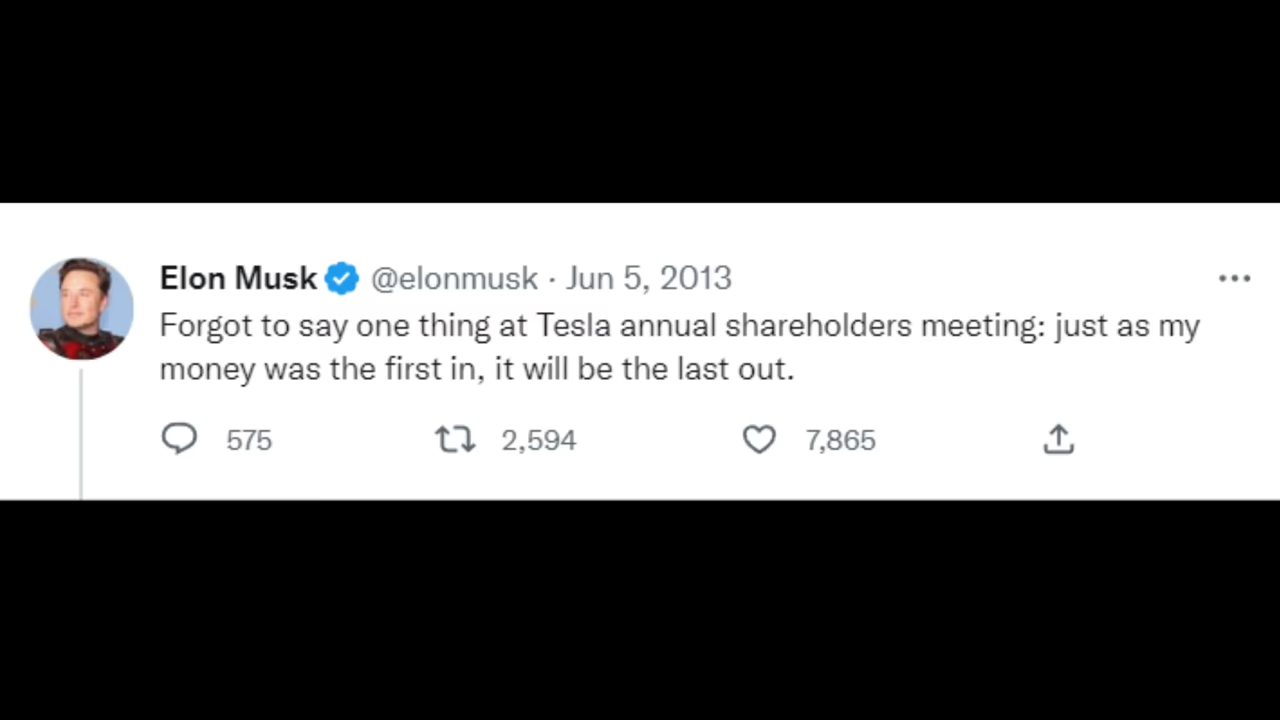 Elon Musk @elonmusk · Jun 5, 2013
Forgot to say one thing at Tesla annual shareholders meeting: just as my
money was the first in, it will be the last out.
575 2,594 7,865